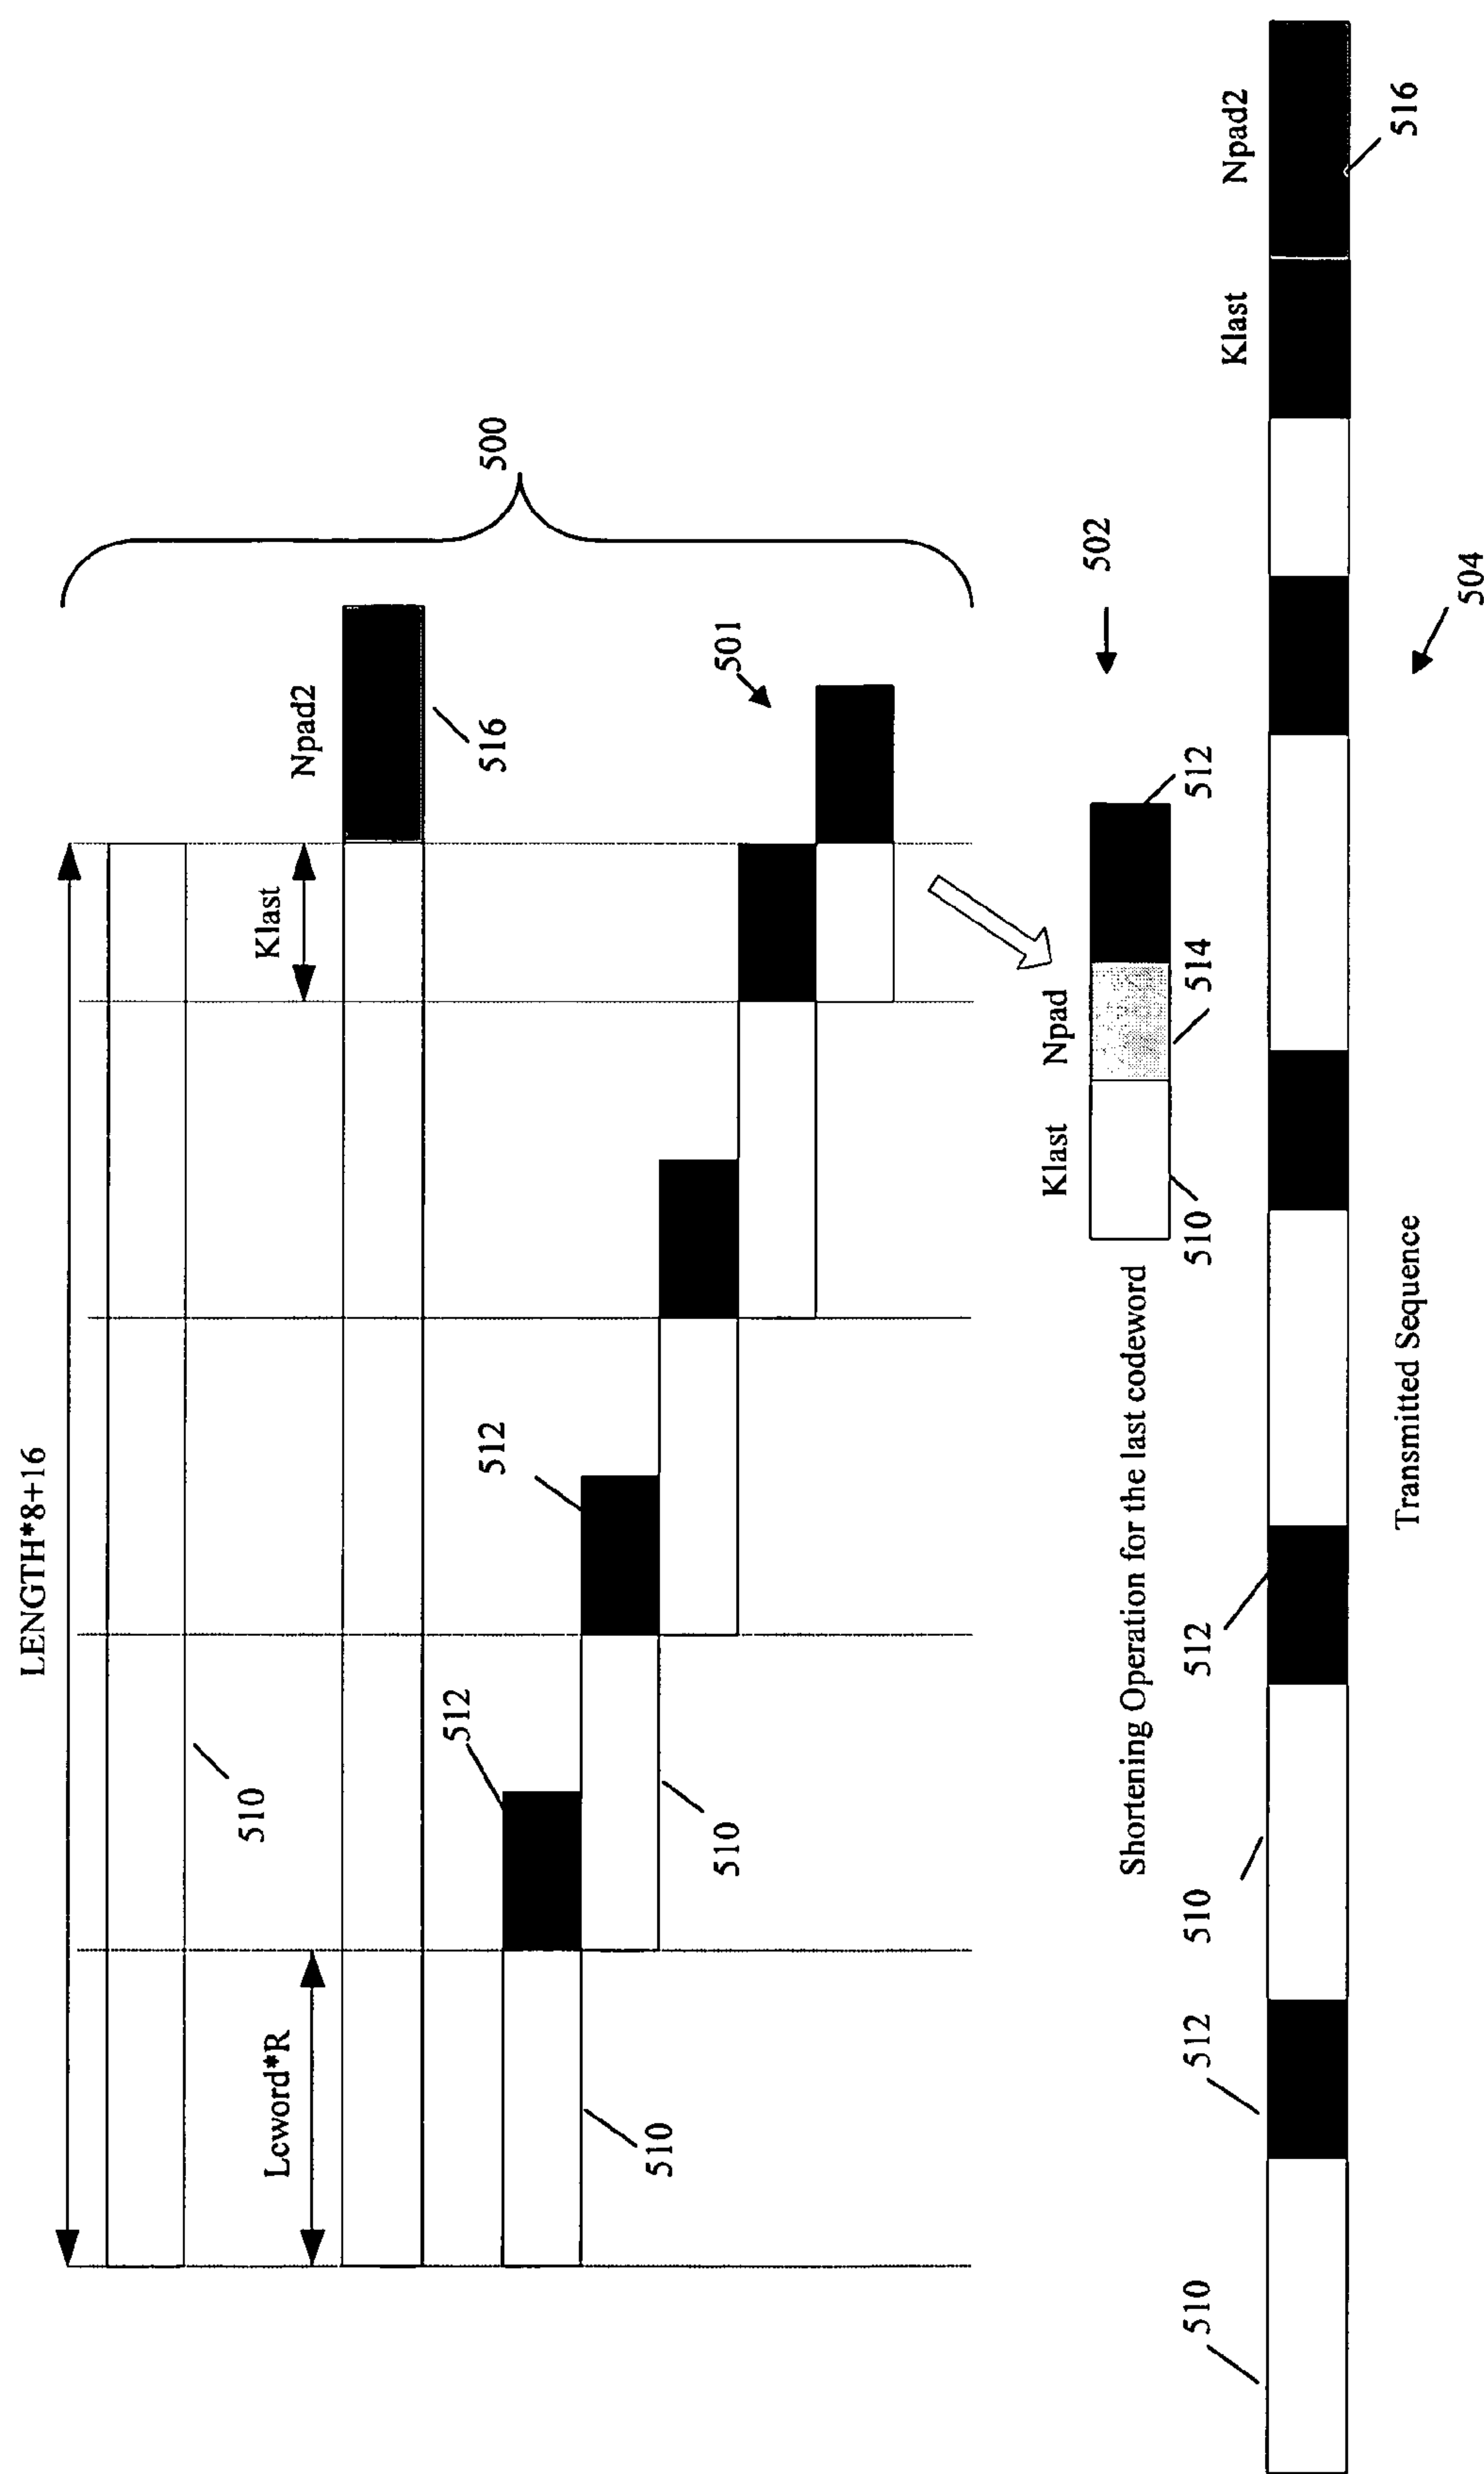 LENGTH*8+16
510
Lcword*R
Klast
Npad2
516
500
512
512
510
510
501
502
Klast
Npad
512
510
514
Shortening Operation for the last codeword
Klast
Npad2
510
512
510
512
516
Transmitted Sequence
504